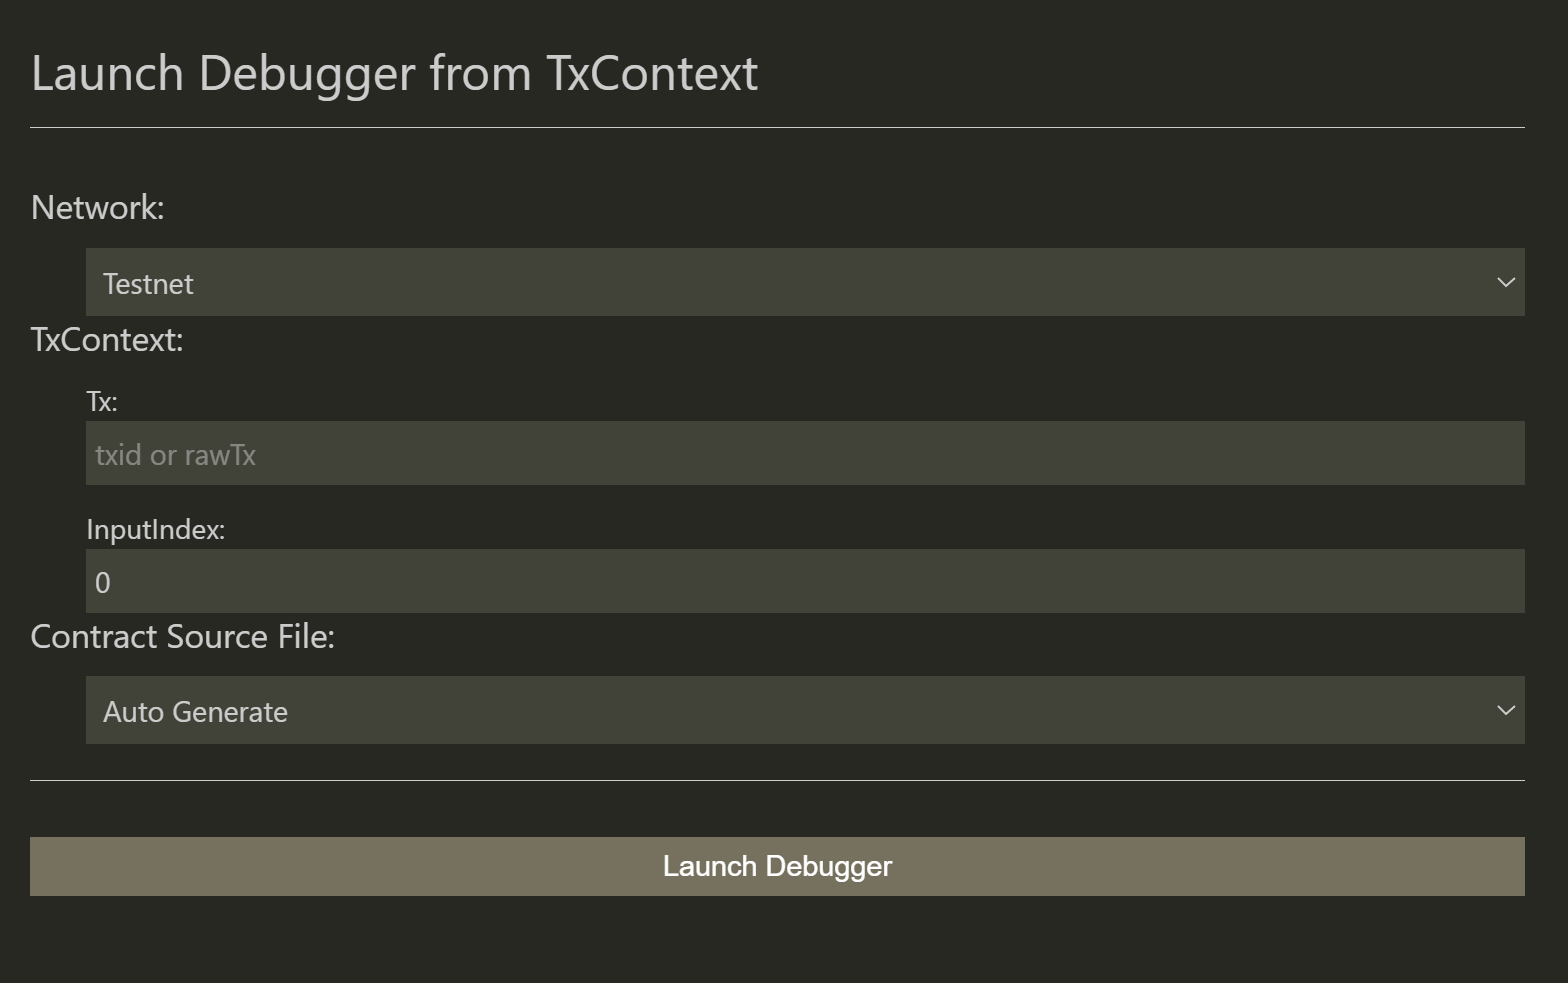 Launch Debugger from TxContext
Network:
Testnet
TxContext:
Tx:
txid or rawTx
InputIndex:
0
Contract Source File:
Auto Generate
Launch Debugger